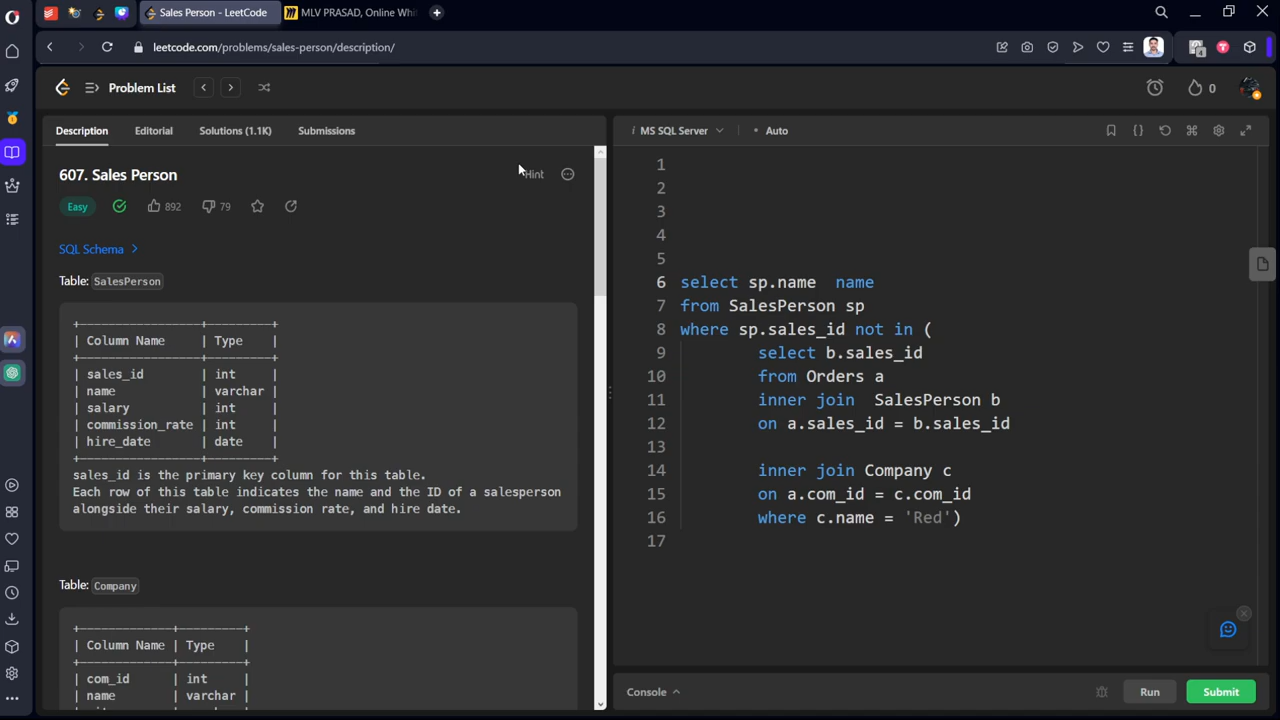 Sales Person - LeetCode
MLV PRASAD, Online Whi
leetcode.com/problems/sales-person/description/
4
Problem List
0
Description
Editorial
Solutions (1.1K)
Submissions
MS SQL Server
Auto
607. Sales Person
Hint
Easy
892
79
SQL Schema
Table: SalesPerson
+-----------------+---------+
| Column Name | Type |
+-----------------+---------+
| sales_id | int |
| name | varchar |
| salary | int |
| commission_rate | int |
| hire_date | date |
+-----------------+---------+
sales_id is the primary key column for this table.
Each row of this table indicates the name and the ID of a salesperson
alongside their salary, commission rate, and hire date.
Table: Company
+-------------+---------+
| Column Name | Type |
+-------------+---------+
| com_id | int |
| name | varchar |
1
2
3
4
5
6 select sp.name name
7 from SalesPerson sp
8 where sp.sales_id not in (
9 select b.sales_id
10 from Orders a
11 inner join SalesPerson b
12 on a.sales_id = b.sales_id
13
14 inner join Company c
15 on a.com_id = c.com_id
16 where c.name = 'Red')
17
Console
Run
Submit